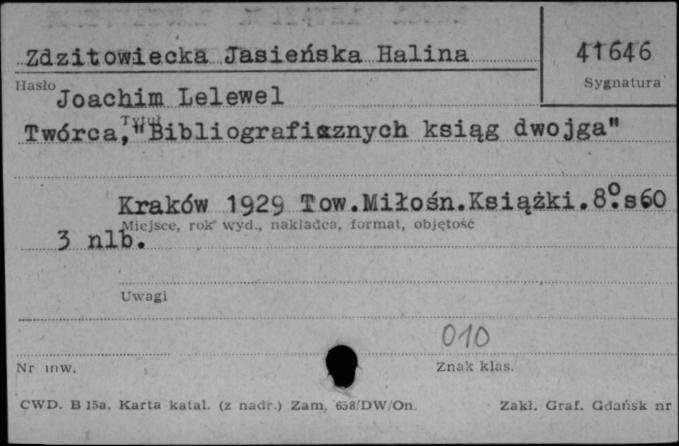 Zdzitowiecka Jasieńska Halina
41646
Hasło
Sygnatura
Joachim Lelewel
Tytuł
Twórca,"Bibliograficznych ksiąg dwojga"
Kraków 1929 Tow.Miłośn.Książki.8º.s60
Miejsce, rok wyd., nakładca, format, objętość
3 nlb.
Uwagi
010
Nr inw.
Znak klas.
CWD. B 15a. Karta katal. (z nadr.) Zam. 658/DW/On.
Zakł. Graf. Gdańsk nr